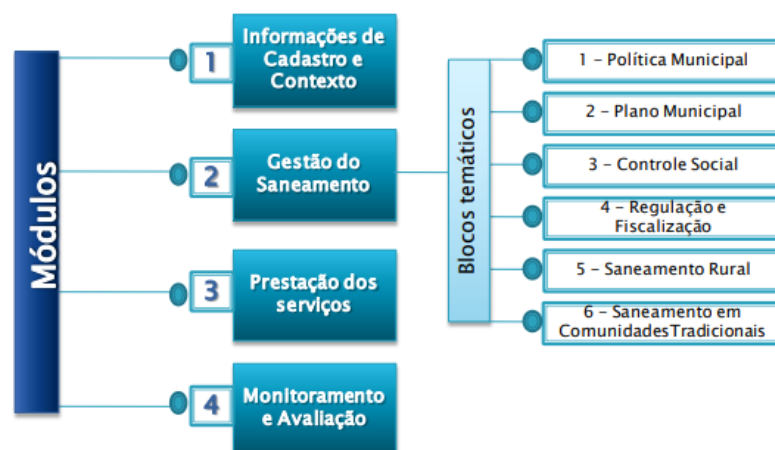 Módulos
1
Informações de
Cadastro e
Contexto
2
Gestão do
Saneamento
3
Prestação dos
serviços
4
Monitoramento
e Avaliação
Blocos temáticos
1 – Política Municipal
2 – Plano Municipal
3 – Controle Social
4 – Regulação e
Fiscalização
5 – Saneamento Rural
6 – Saneamento em
ComunidadesTradicionais